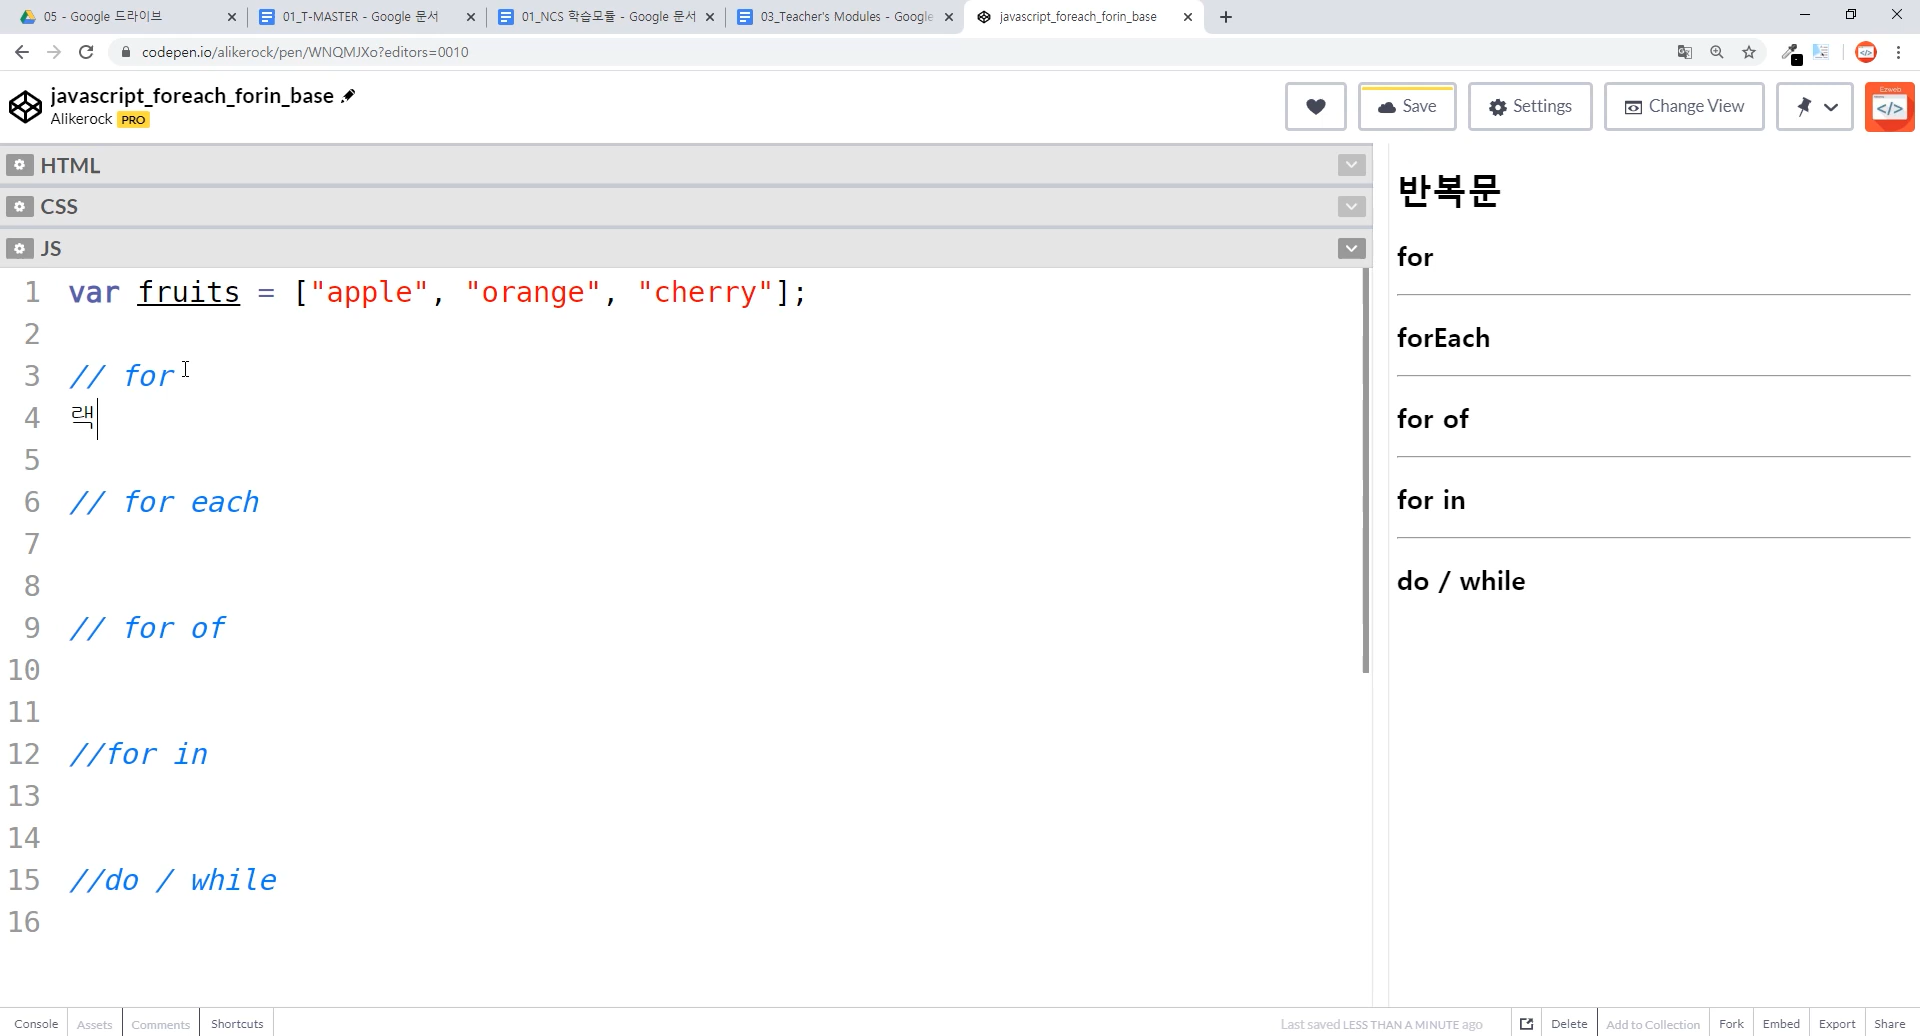 05 - Google 드라이브
01_T-MASTER - Google 문서
01_NCS 학습모듈 - Google 문서
03_Teacher's Modules - Google
javascript_foreach_forin_base
codepen.io/alikerock/pen/WNQMJXo?editors=0010
javascript_foreach_forin_base
Alikerock PRO
Save
Settings
Change View
Ezweb
</>
HTML
CSS
JS
1 var fruits = ["apple", "orange", "cherry"];
2
3 // for
4 랙
5
6 // for each
7
8
9 // for of
10
11
12 //for in
13
14
15 //do / while
16
반복문
for
forEach
for of
for in
do / while
Console
Assets
Comments
Shortcuts
Last saved LESS THAN A MINUTE ago
Delete
Add to Collection
Fork
Embed
Export
Share